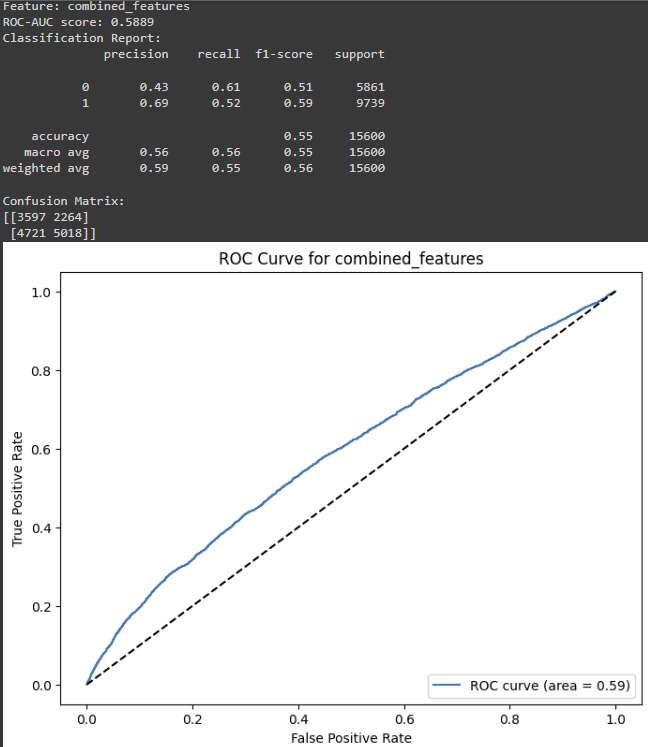 Feature: combined_features
ROC-AUC score: 0.5889
Classification Report:
precision recall f1-score support
0 0.43 0.61 0.51 5861
1 0.69 0.52 0.59 9739
accuracy 0.55 15600
macro avg 0.56 0.56 0.55 15600
weighted avg 0.59 0.55 0.56 15600
Confusion Matrix:
[[3597 2264]
[4721 5018]]
ROC Curve for combined_features
1.0
0.8
0.6
0.4
0.2
0.0
True Positive Rate
ROC curve (area = 0.59)
0.0 0.2 0.4 0.6 0.8 1.0
False Positive Rate